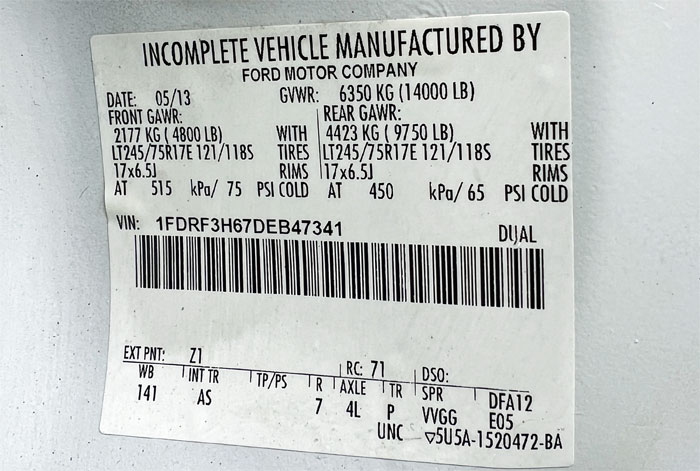 INCOMPLETE VEHICLE MANUFACTURED BY
FORD MOTOR COMPANY
DATE: 05/13 GVWR: 6350 KG (14000 LB)
FRONT GAWR: REAR GAWR:
2177 KG ( 4800 LB) WITH 4423 KG ( 9750 LB) WITH
LT245/75R17E 121/118S TIRES LT245/75R17E 121/118S TIRES
17x6.5J RIMS 17x6.5J RIMS
AT 515 kPa/ 75 PSI COLD AT 450 kPa/ 65 PSI COLD
VIN: 1FDRF3H67DEB47341 DUAL
EXT PNT: Z1 RC: 71 DSO:
WB INT TR TP/PS R AXLE TR SPR DFA12
141 AS 7 4L P VVGG E05
UNC ▽5U5A-1520472-BA